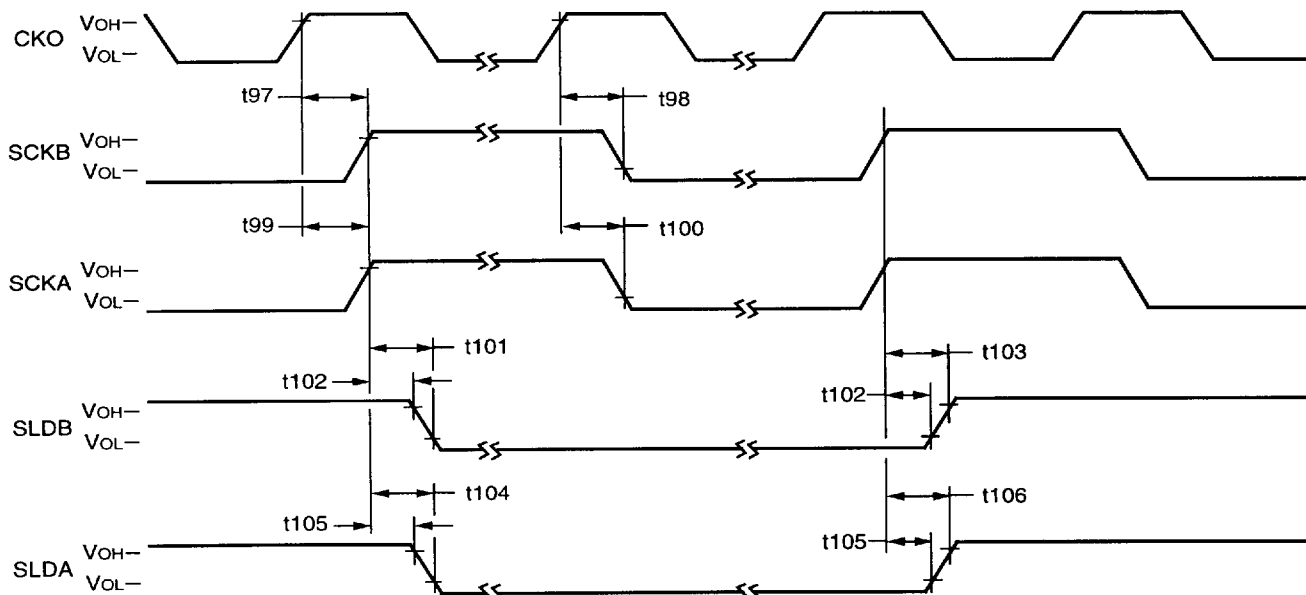 CKO
VOH–
VOL–
t97
t98
SCKB
VOH–
VOL–
t99
t100
SCKA
VOH–
VOL–
t101
t103
t102
t102
SLDB
VOH–
VOL–
t104
t106
t105
t105
SLDA
VOH–
VOL–